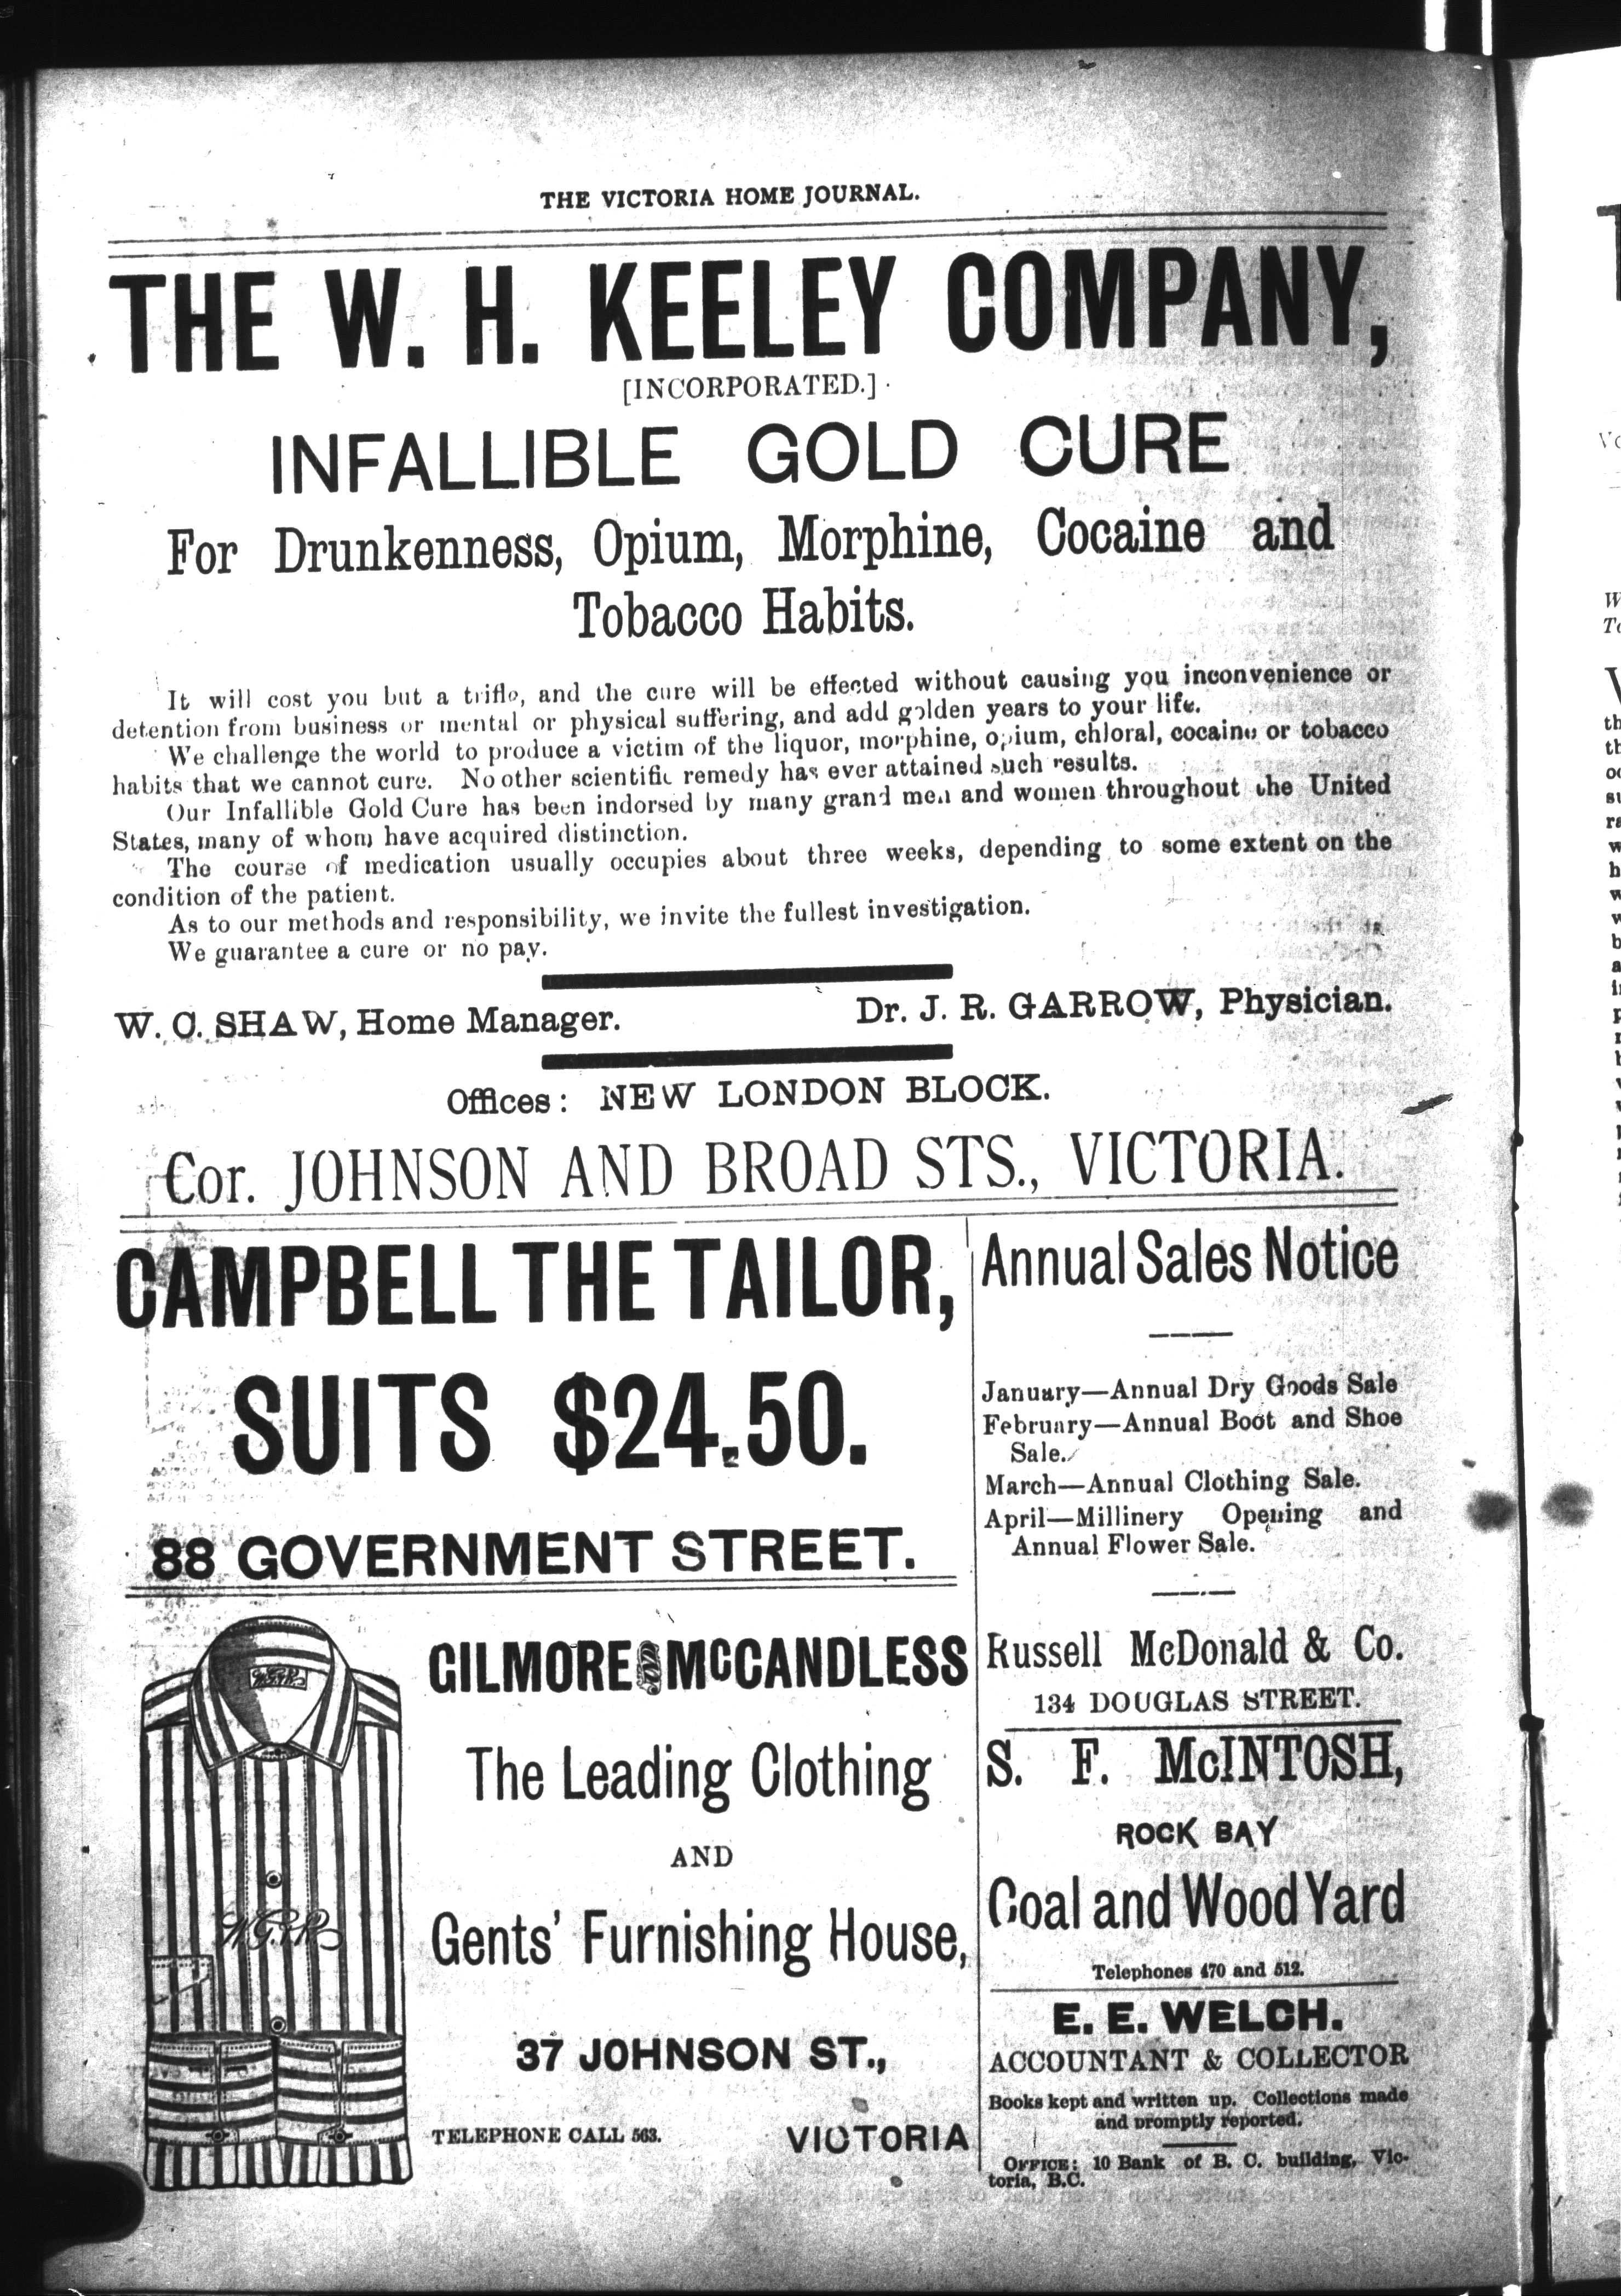 THE VICTORIA HOME JOURNAL.
THE W. H. KEELEY COMPANY,
[INCORPORATED.]
INFALLIBLE GOLD CURE
For Drunkenness, Opium, Morphine, Cocaine and
Tobacco Habits.
It will cost you but a trifle, and the cure will be effected without causing you inconvenience or
detention from business or mental or physical suffering, and add golden years to your life.
We challenge the world to produce a victim of the liquor, morphine, opium, chloral, cocaine or tobacco
habits that we cannot cure. No other scientific remedy has ever attained such results.
Our Infallible Gold Cure has been indorsed by many grand men and women throughout the United
States, many of whom have acquired distinction.
The course of medication usually occupies about three weeks, depending to some extent on the
condition of the patient.
As to our methods and responsibility, we invite the fullest investigation.
We guarantee a cure or no pay.
W. C. SHAW, Home Manager. Dr. J. R. GARROW, Physician.
Offices: NEW LONDON BLOCK.
Cor. JOHNSON AND BROAD STS., VICTORIA.
CAMPBELL THE TAILOR,
SUITS $24.50.
88 GOVERNMENT STREET.
GILMORE & McCANDLESS
The Leading Clothing
AND
Gents' Furnishing House,
37 JOHNSON ST.,
TELEPHONE CALL 563. VICTORIA
W.G.&R.
W.G.&R.
Annual Sales Notice
January—Annual Dry Goods Sale
February—Annual Boot and Shoe
Sale.
March—Annual Clothing Sale.
April—Millinery Opening and
Annual Flower Sale.
Russell McDonald & Co.
134 DOUGLAS STREET.
S. F. McINTOSH,
ROCK BAY
Coal and Wood Yard
Telephones 470 and 512.
E. E. WELCH.
ACCOUNTANT & COLLECTOR
Books kept and written up. Collections made
and promptly reported.
OFFICE: 10 Bank of B. C. building, Vic-
toria, B.C.